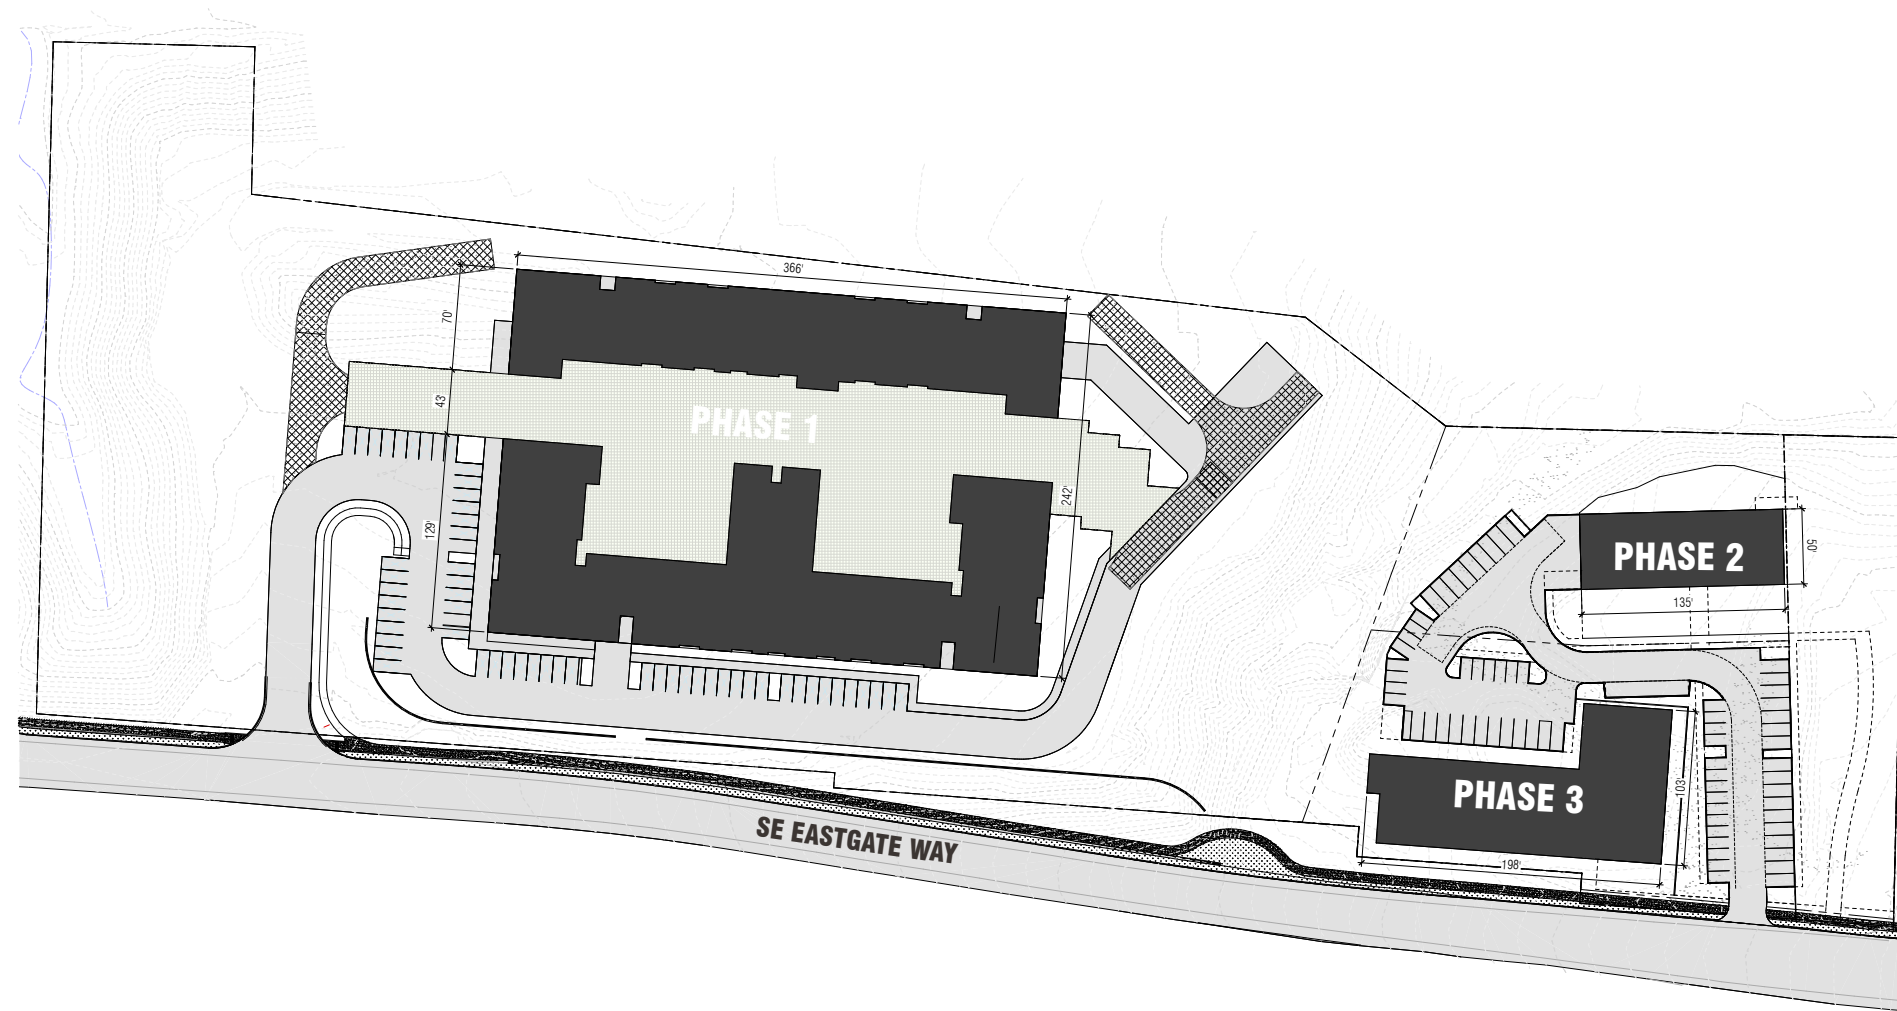 366'
70'
43'
PHASE 1
242'
129'
PHASE 2
50'
135'
PHASE 3
103'
198'
SE EASTGATE WAY